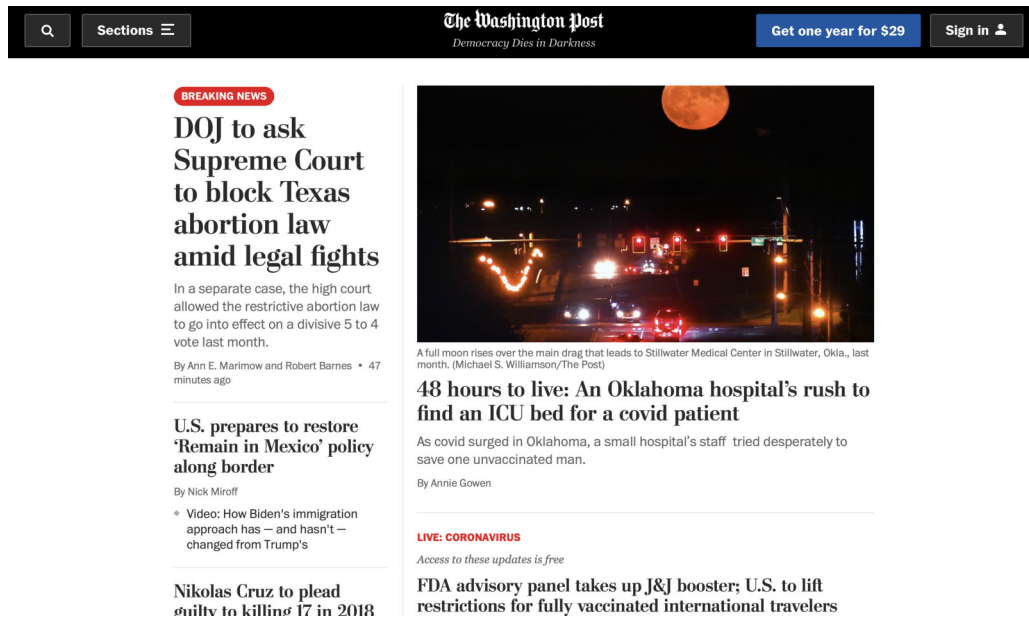 Sections
The Washington Post
Democracy Dies in Darkness
Get one year for $29
Sign in
BREAKING NEWS
DOJ to ask
Supreme Court
to block Texas
abortion law
amid legal fights
In a separate case, the high court
allowed the restrictive abortion law
to go into effect on a divisive 5 to 4
vote last month.
By Ann E. Marimow and Robert Barnes • 47
minutes ago
U.S. prepares to restore
‘Remain in Mexico’ policy
along border
By Nick Miroff
Video: How Biden's immigration
approach has — and hasn't —
changed from Trump's
Nikolas Cruz to plead
guilty to killing 17 in 2018
A full moon rises over the main drag that leads to Stillwater Medical Center in Stillwater, Okla., last
month. (Michael S. Williamson/The Post)
48 hours to live: An Oklahoma hospital’s rush to
find an ICU bed for a covid patient
As covid surged in Oklahoma, a small hospital’s staff tried desperately to
save one unvaccinated man.
By Annie Gowen
LIVE: CORONAVIRUS
Access to these updates is free
FDA advisory panel takes up J&J booster; U.S. to lift
restrictions for fully vaccinated international travelers